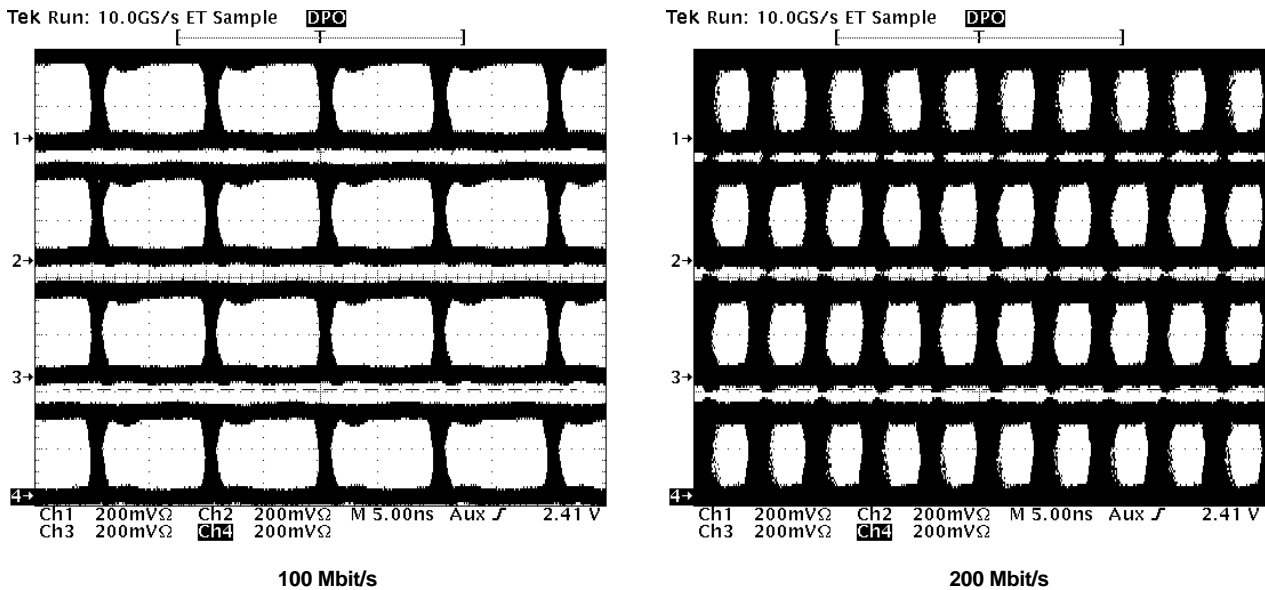 Tek Run: 10.0GS/s ET Sample DPO
T
1→
2→
3→
4→
Ch1 200mVΩ Ch2 200mVΩ M 5.00ns Aux ƒ 2.41 V
Ch3 200mVΩ Ch4 200mVΩ
100 Mbit/s
Tek Run: 10.0GS/s ET Sample DPO
T
1→
2→
3→
4→
Ch1 200mVΩ Ch2 200mVΩ M 5.00ns Aux ƒ 2.41 V
Ch3 200mVΩ Ch4 200mVΩ
200 Mbit/s